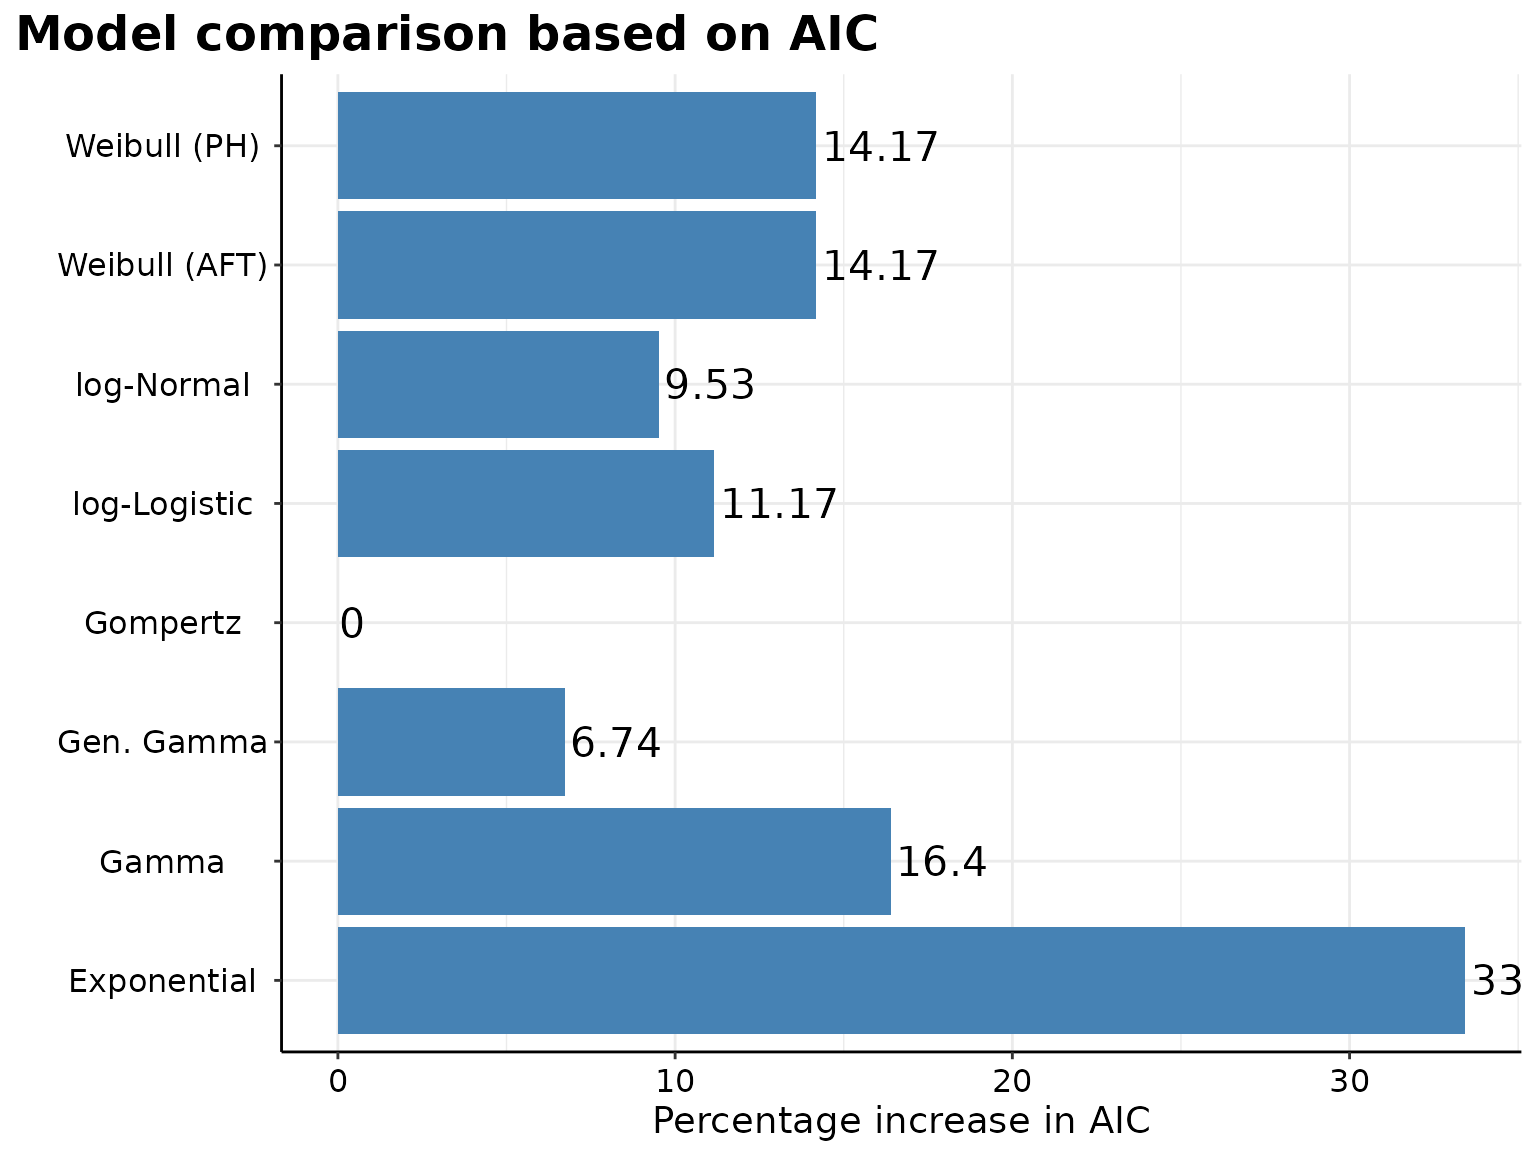 Model comparison based on AIC
Weibull (PH)
14.17
Weibull (AFT)
14.17
log-Normal
9.53
log-Logistic
11.17
Gompertz
0
Gen. Gamma
6.74
Gamma
16.4
Exponential
33
0 10 20 30
Percentage increase in AIC